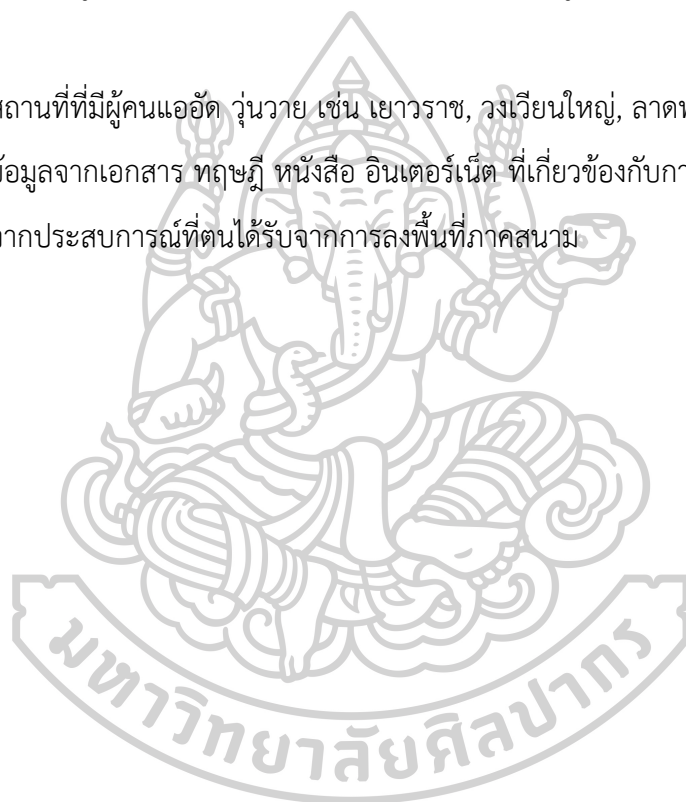 สถานที่ที่มีผู้คนแออัด วุ่นวาย เช่น เยาวราช, วงเวียนใหญ่,
ข้อมูลจากเอกสาร ทฤษฎี หนังสือ อินเตอร์เน็ต ที่เกี่ยวข้องกับ
จากประสบการณ์ที่ตนได้รับจากการลงพื้นที่ภาคสนาม
มหาวิทยาลัยศิลปากร